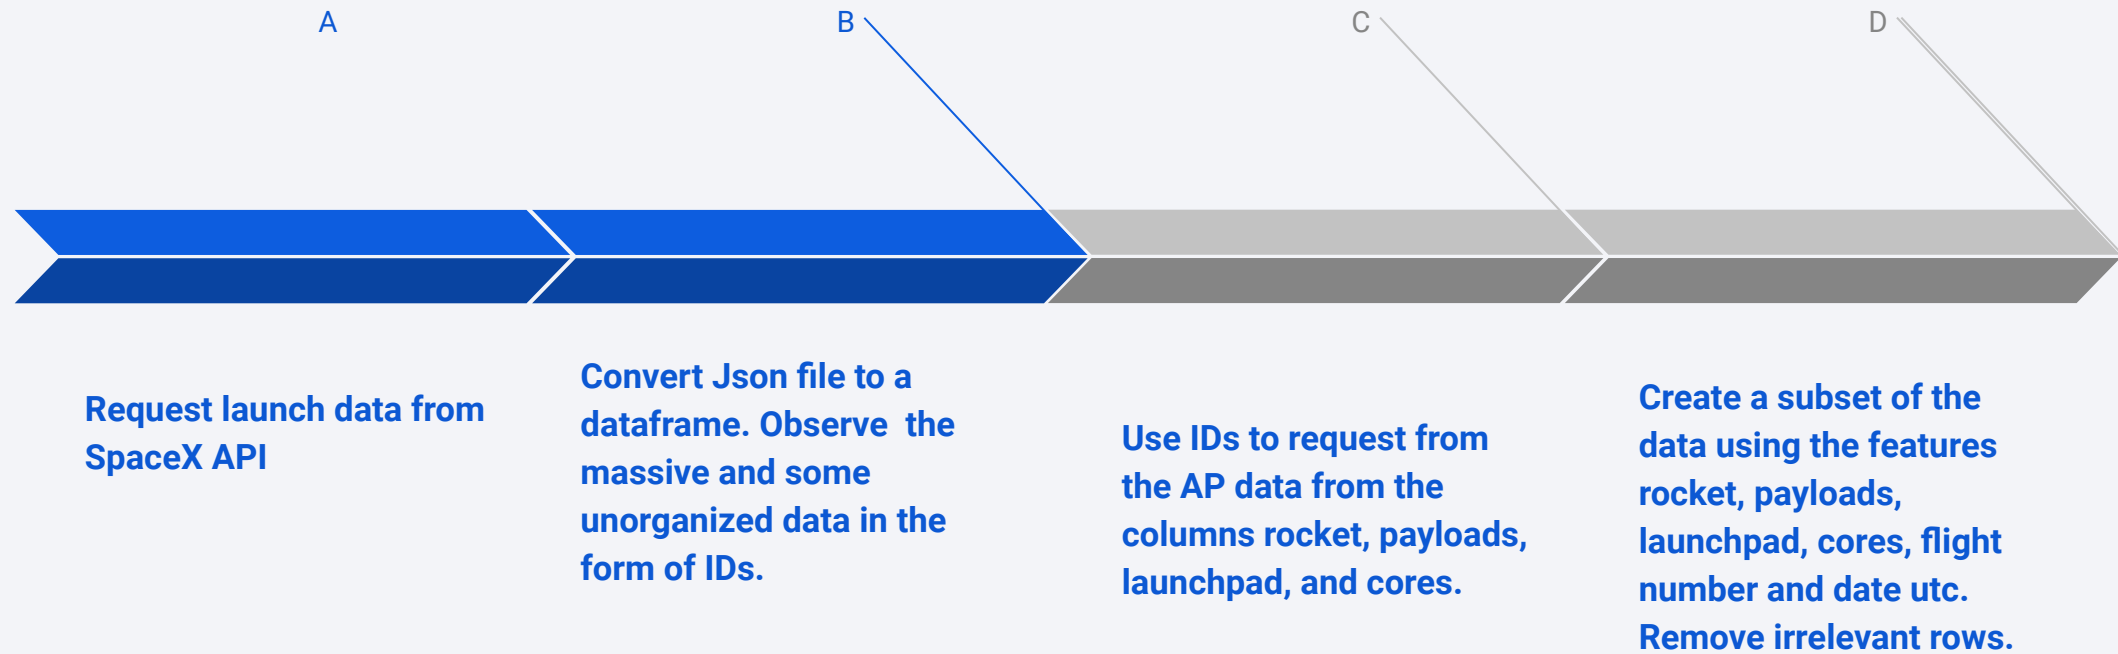 A
B
C
D
Request launch data from
SpaceX API
Convert Json file to a
dataframe. Observe  the
massive and some
unorganized data in the
form of IDs.
Use IDs to request from
the AP data from the
columns rocket, payloads,
launchpad, and cores.
Create a subset of the
data using the features
rocket, payloads,
launchpad, cores, flight
number and date utc.
Remove irrelevant rows.